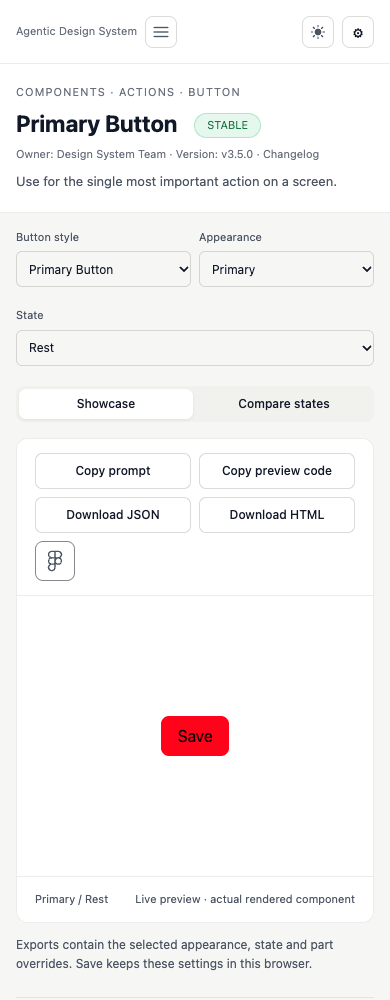 Agentic Design System
COMPONENTS · ACTIONS · BUTTON
Primary Button
STABLE
Owner: Design System Team · Version: v3.5.0 · Changelog
Use for the single most important action on a screen.
Button style
Appearance
Primary Button
Primary
State
Rest
Showcase
Compare states
Copy prompt
Copy preview code
Download JSON
Download HTML
Save
Primary / Rest
Live preview · actual rendered component
Exports contain the selected appearance, state and part
overrides. Save keeps these settings in this browser.